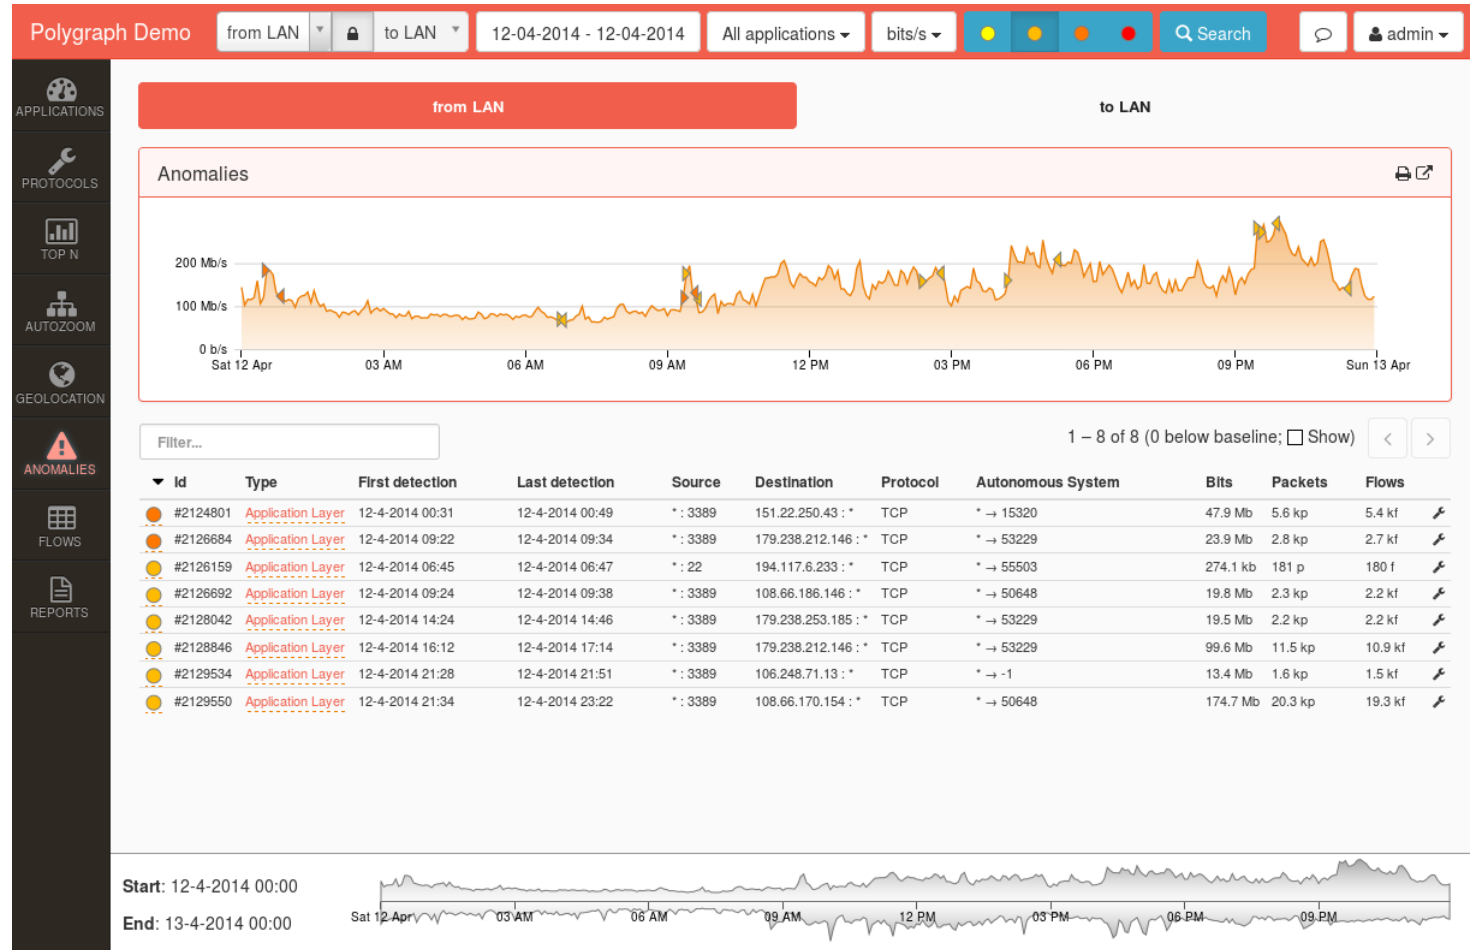 Polygraph Demo from LAN to LAN 12-04-2014 - 12-04-2014 All applications bits/s Search admin
APPLICATIONS
PROTOCOLS
TOP N
AUTOZOOM
GEOLOCATION
ANOMALIES
FLOWS
REPORTS
from LAN to LAN
Anomalies
200 Mb/s
100 Mb/s
0 b/s
Sat 12 Apr 03 AM 06 AM 09 AM 12 PM 03 PM 06 PM 09 PM Sun 13 Apr
Filter... 1 – 8 of 8 (0 below baseline; Show)
Id Type First detection Last detection Source Destination Protocol Autonomous System Bits Packets Flows
#2124801 Application Layer 12-4-2014 00:31 12-4-2014 00:49 * : 3389 151.22.250.43 : * TCP * → 15320 47.9 Mb 5.6 kp 5.4 kf
#2126684 Application Layer 12-4-2014 09:22 12-4-2014 09:34 * : 3389 179.238.212.146 : * TCP * → 53229 23.9 Mb 2.8 kp 2.7 kf
#2126159 Application Layer 12-4-2014 06:45 12-4-2014 06:47 * : 22 194.117.6.233 : * TCP * → 55503 274.1 kb 181 p 180 f
#2126692 Application Layer 12-4-2014 09:24 12-4-2014 09:38 * : 3389 108.66.186.146 : * TCP * → 50648 19.8 Mb 2.3 kp 2.2 kf
#2128042 Application Layer 12-4-2014 14:24 12-4-2014 14:46 * : 3389 179.238.253.185 : * TCP * → 53229 19.5 Mb 2.2 kp 2.2 kf
#2128846 Application Layer 12-4-2014 16:12 12-4-2014 17:14 * : 3389 179.238.212.146 : * TCP * → 53229 99.6 Mb 11.5 kp 10.9 kf
#2129534 Application Layer 12-4-2014 21:28 12-4-2014 21:51 * : 3389 106.248.71.13 : * TCP * → -1 13.4 Mb 1.6 kp 1.5 kf
#2129550 Application Layer 12-4-2014 21:34 12-4-2014 23:22 * : 3389 108.66.170.154 : * TCP * → 50648 174.7 Mb 20.3 kp 19.3 kf
Start: 12-4-2014 00:00
End: 13-4-2014 00:00
Sat 12 Apr 03 AM 06 AM 09 AM 12 PM 03 PM 06 PM 09 PM